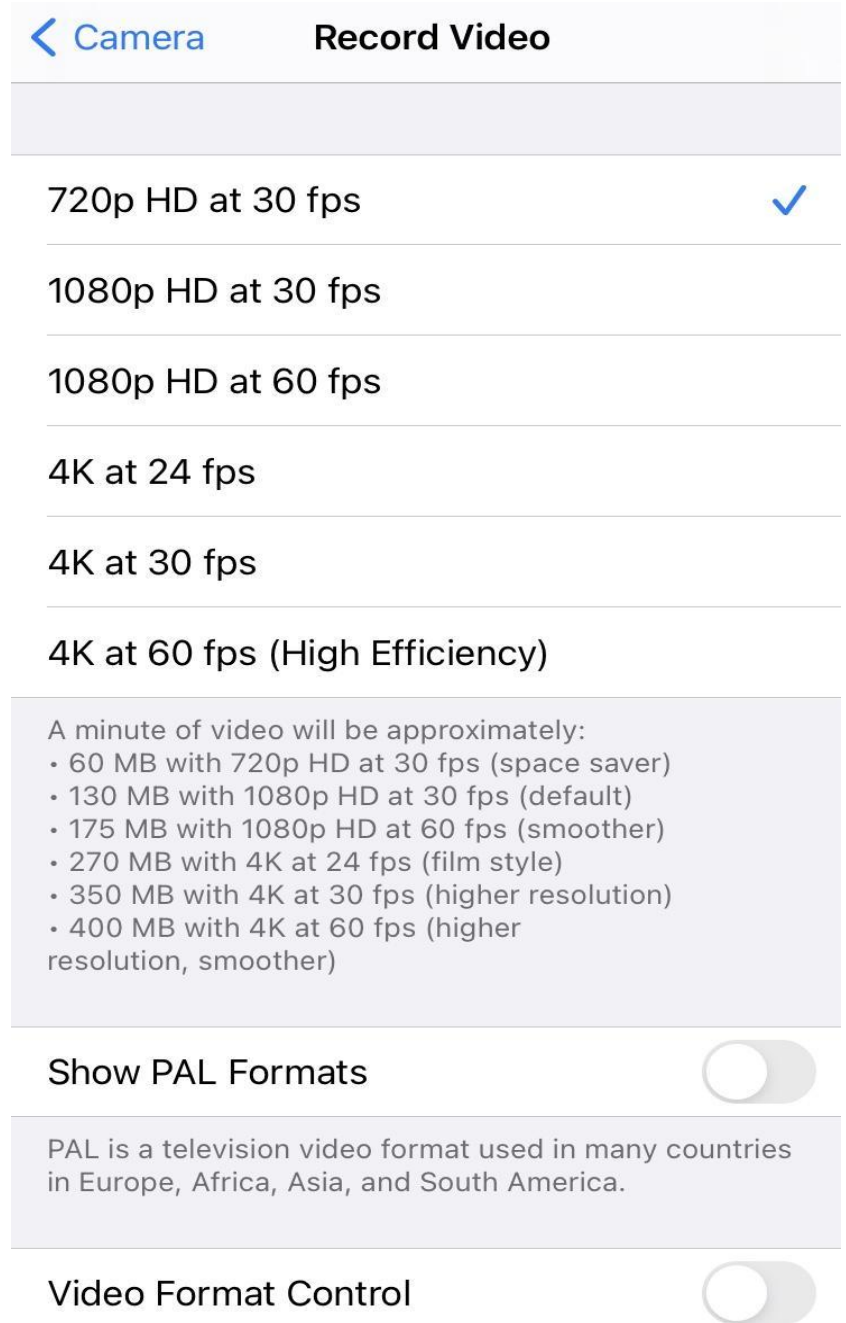 Camera Record Video
720p HD at 30 fps
1080p HD at 30 fps
1080p HD at 60 fps
4K at 24 fps
4K at 30 fps
4K at 60 fps (High Efficiency)
A minute of video will be approximately:
• 60 MB with 720p HD at 30 fps (space saver)
• 130 MB with 1080p HD at 30 fps (default)
• 175 MB with 1080p HD at 60 fps (smoother)
• 270 MB with 4K at 24 fps (film style)
• 350 MB with 4K at 30 fps (higher resolution)
• 400 MB with 4K at 60 fps (higher
resolution, smoother)
Show PAL Formats
PAL is a television video format used in many countries
in Europe, Africa, Asia, and South America.
Video Format Control